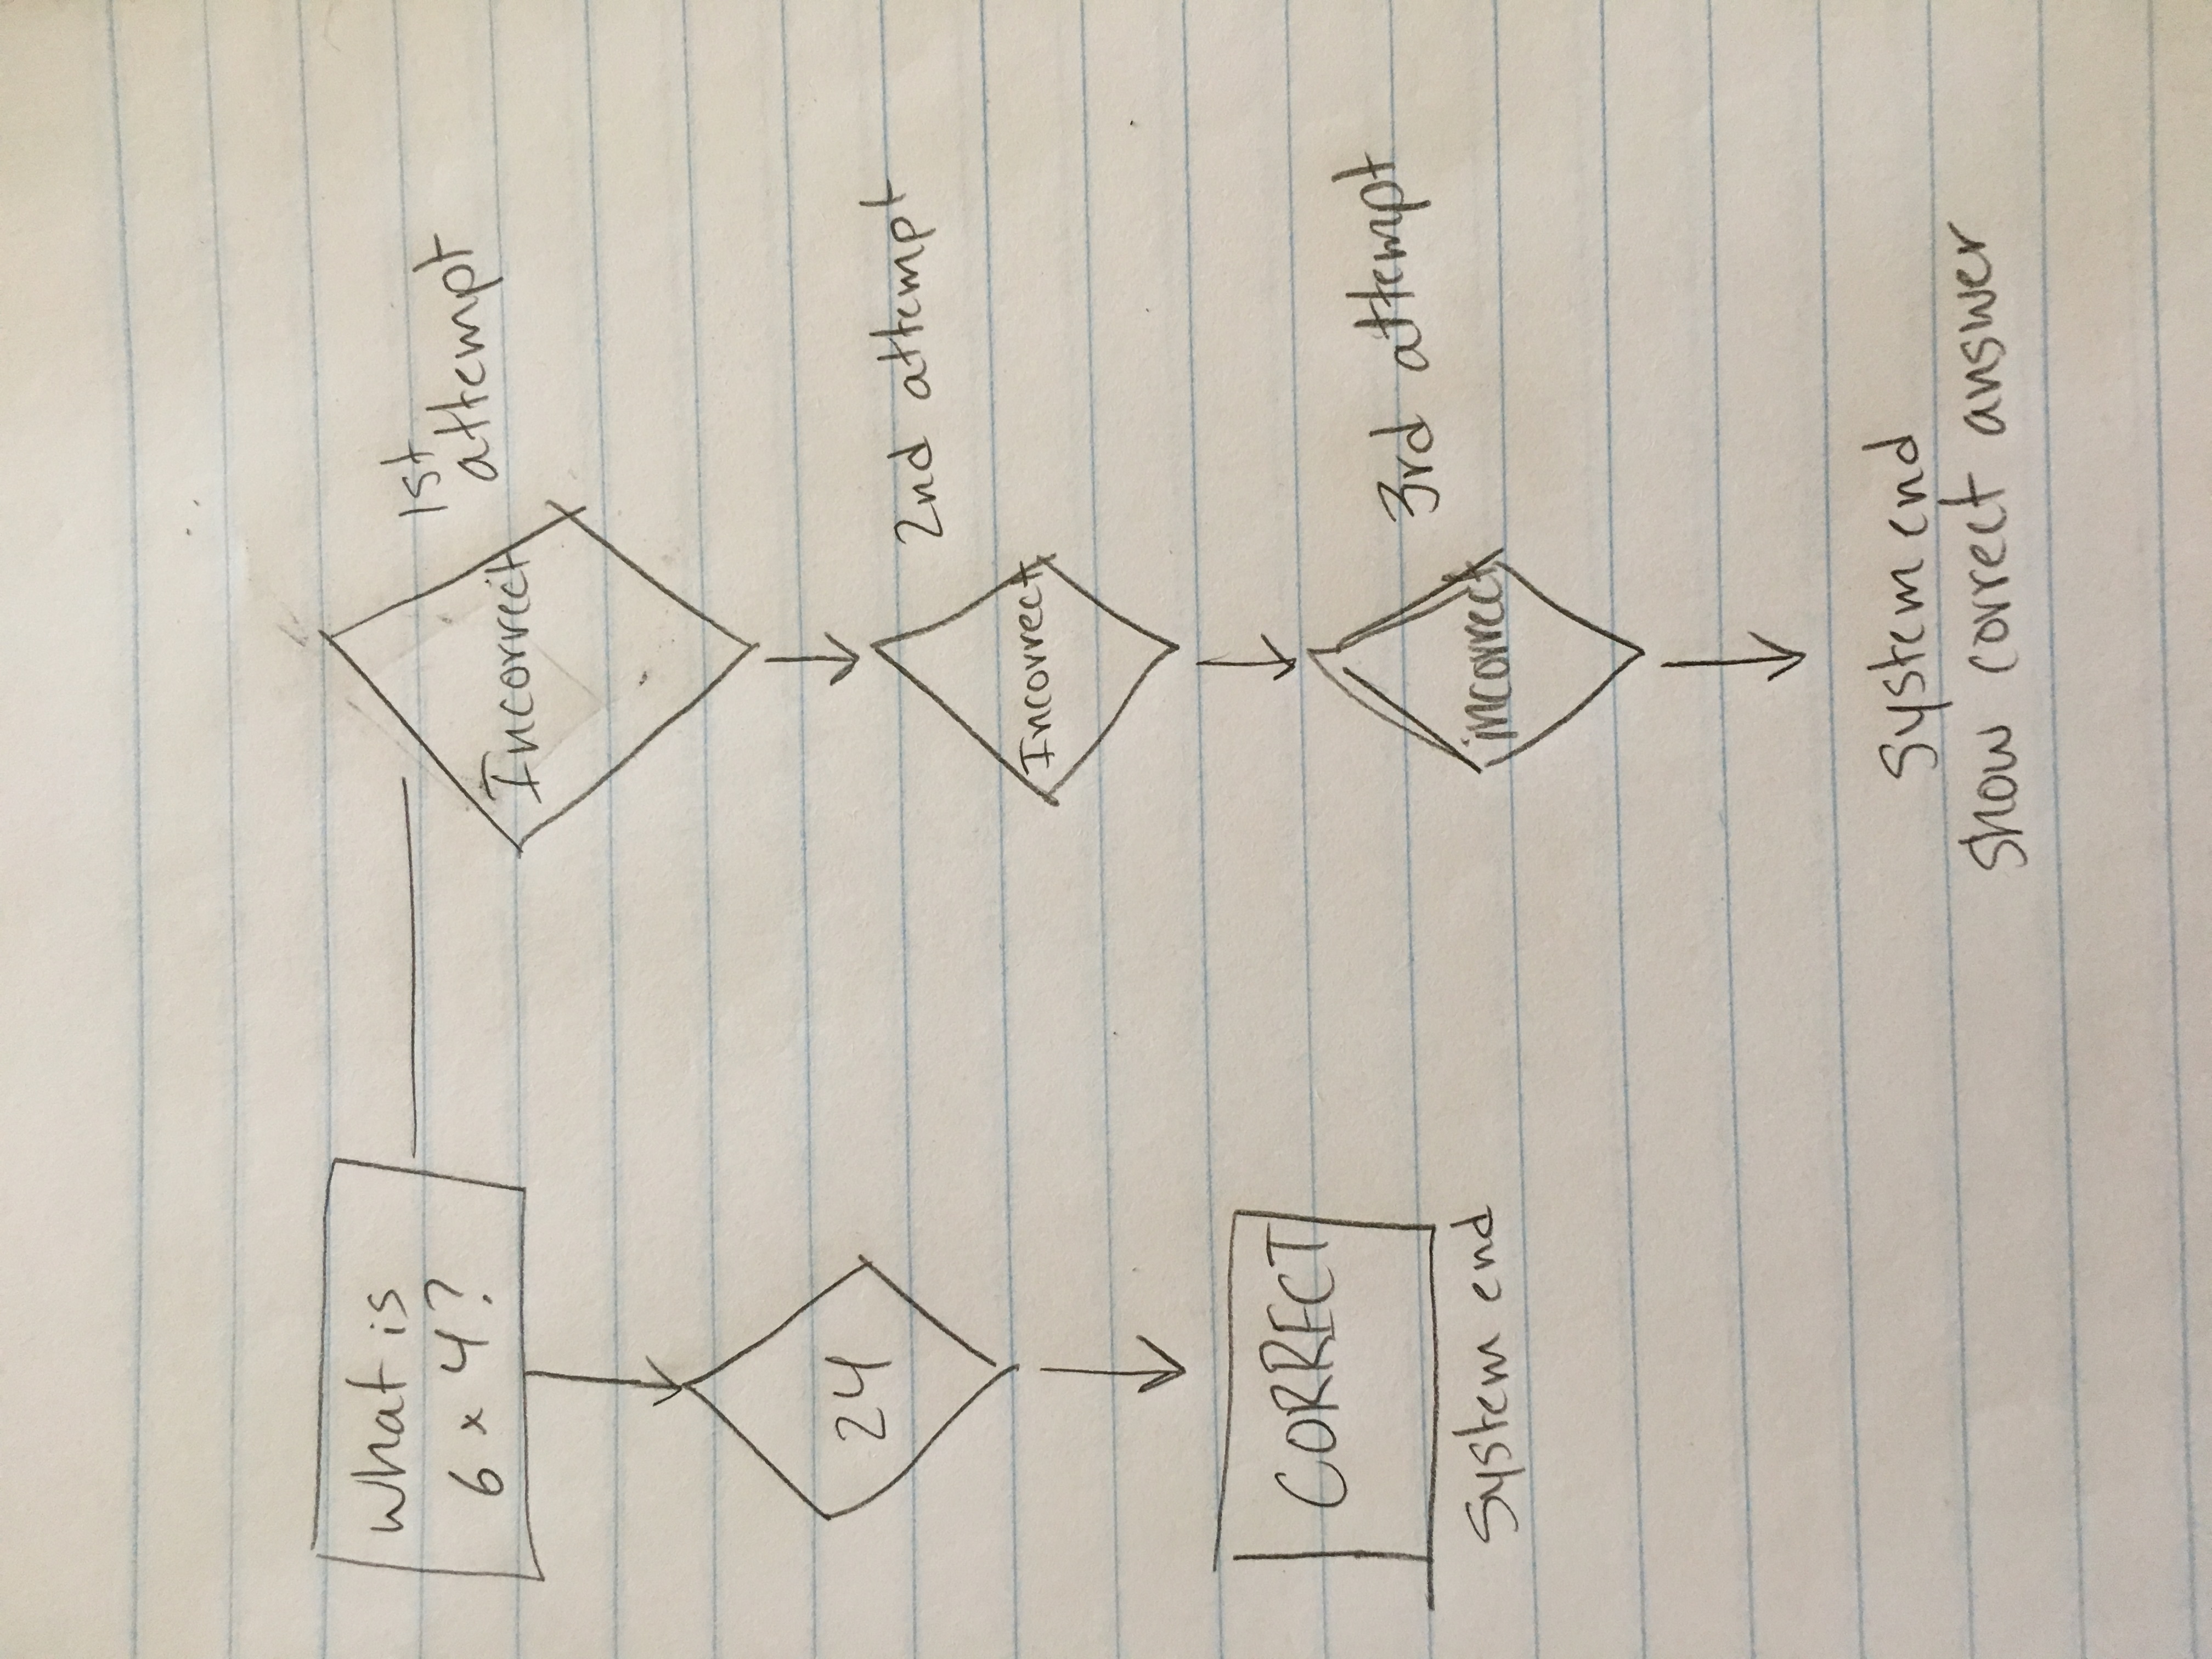 What is
6 x 4?
24
CORRECT
System end
Incorrect
1st
attempt
Incorrect
2nd attempt
incorrect
3rd attempt
System end
show correct answer